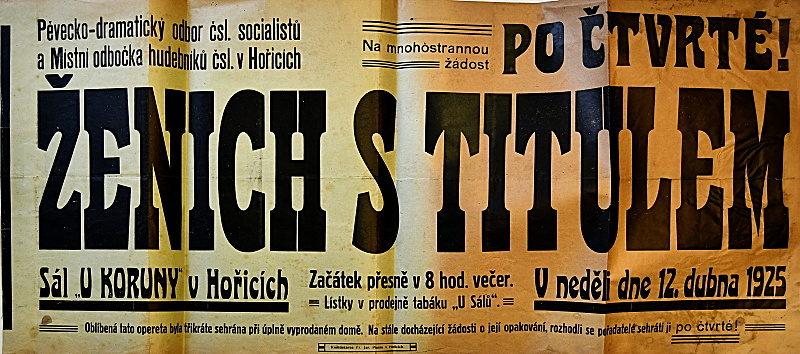 Pěvecko-dramatický odbor čsl. socialistů
a Místní odbočka hudebníků čsl. v Hořicích
Na mnohostrannou
žádost
PO ČTVRTÉ!
ŽENICH S TITULEM
Sál „U KORUNY“ v Hořicích
Začátek přesně v 8 hod. večer.
Lístky v prodejně tabáku „U Sálů“.
V neděli dne 12. dubna 1925
Oblíbená tato opereta byla třikráte sehrána při úplně vyprodaném domě. Na stále docházející žádosti o její opakování, rozhodli se pořadatelé sehráti ji po čtvrté!